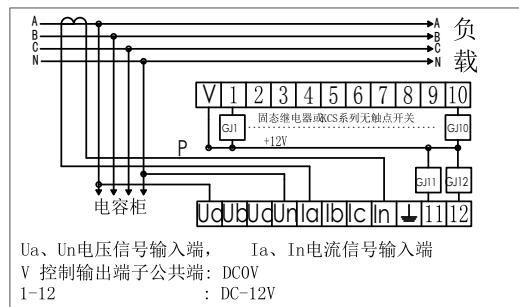 A A 负
B B
C C 载
N N
V 1 2 3 4 5 6 7 8 9 10
固态继电器或KCS系列无触点开关
GJ1 GJ10
+12V
P
GJ11 GJ12
电容柜
Ua Ub Uc Un Ia Ib Ic In 11 12
Ua、Un电压信号输入端， Ia、In电流信号输入端
V 控制输出端子公共端: DC0V
1-12 : DC-12V